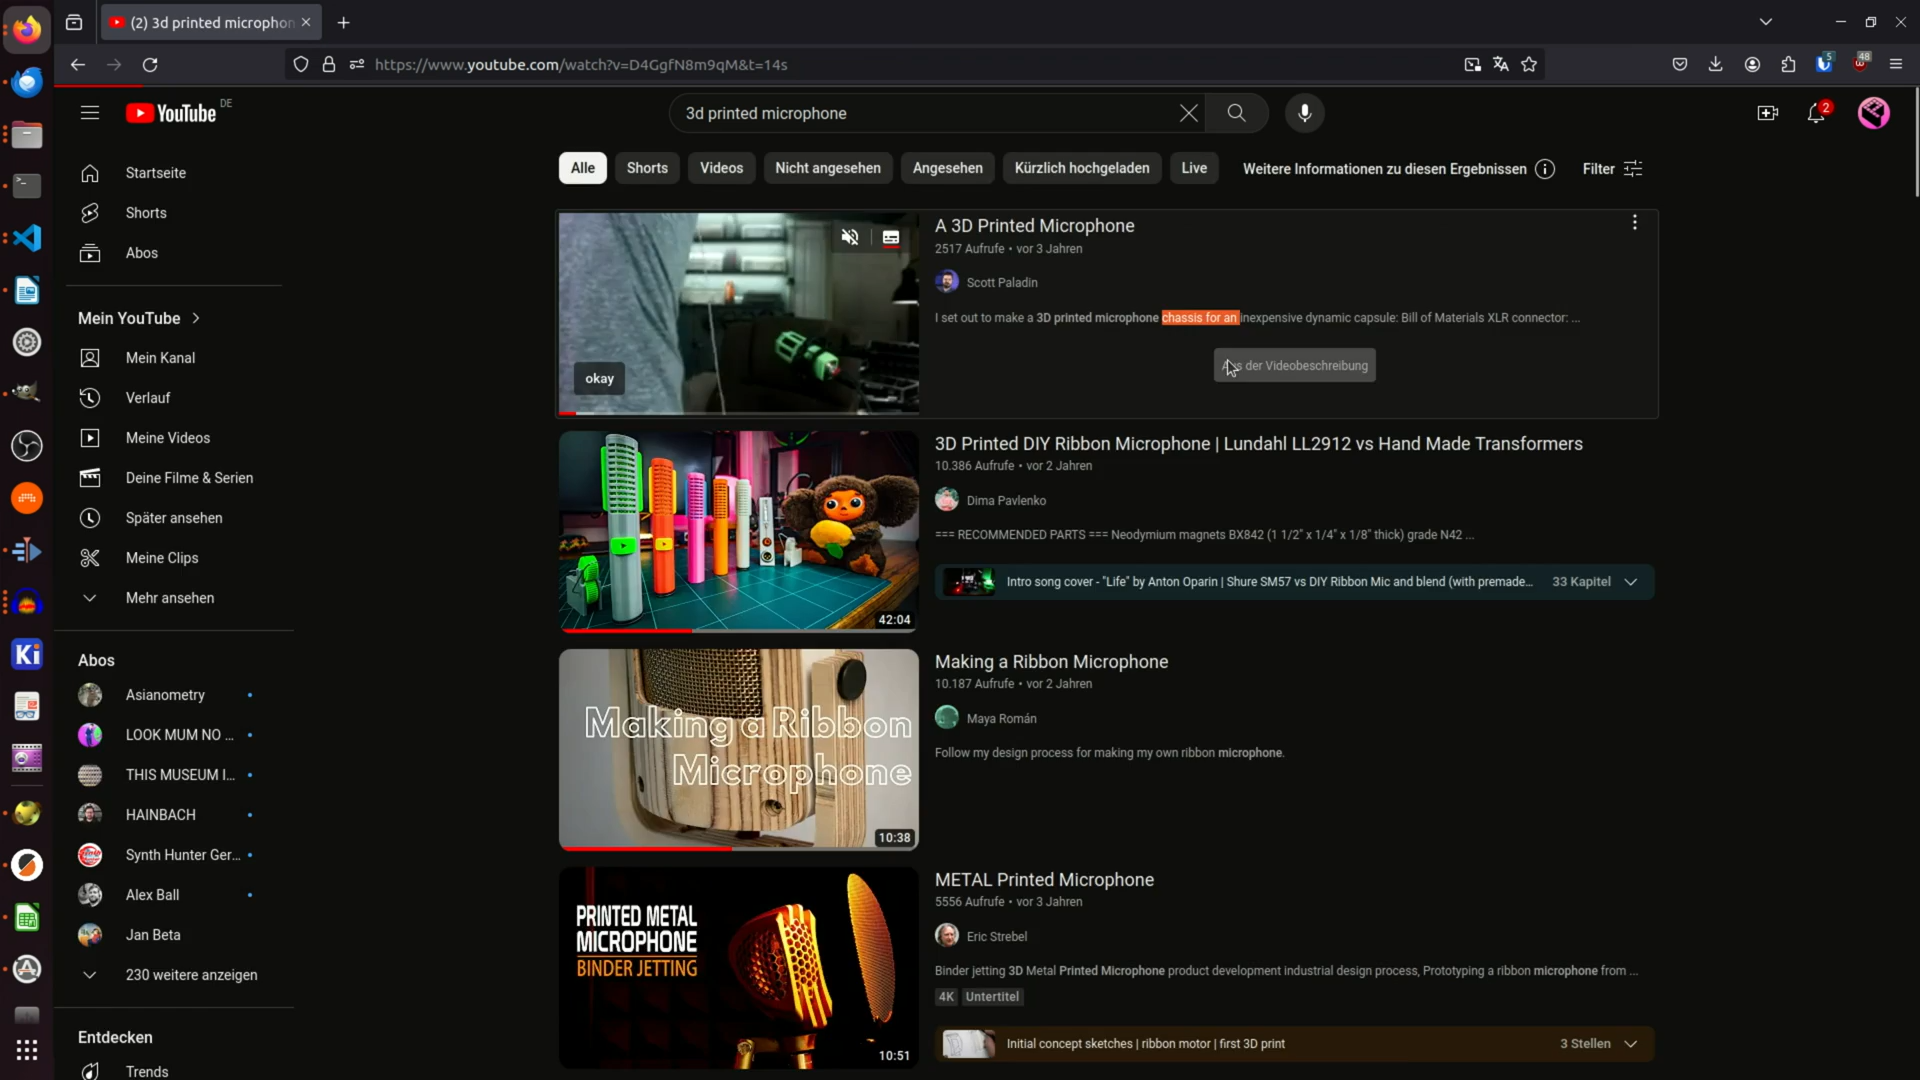 (2) 3d printed microphon
https://www.youtube.com/watch?v=D4GgfN8m9qM&t=14s
5
48
YouTube DE
3d printed microphone
2
Alle
Shorts
Videos
Nicht angesehen
Angesehen
Kürzlich hochgeladen
Live
Weitere Informationen zu diesen Ergebnissen
Filter
Startseite
Shorts
Abos
Mein YouTube
Mein Kanal
Verlauf
Meine Videos
Deine Filme & Serien
Später ansehen
Meine Clips
Mehr ansehen
Abos
Asianometry
LOOK MUM NO ...
THIS MUSEUM I...
HAINBACH
Synth Hunter Ger...
Alex Ball
Jan Beta
230 weitere anzeigen
Entdecken
Trends
Ki
okay
A 3D Printed Microphone
2517 Aufrufe • vor 3 Jahren
Scott Paladin
I set out to make a 3D printed microphone chassis for an inexpensive dynamic capsule: Bill of Materials XLR connector: ...
Aus der Videobeschreibung
42:04
3D Printed DIY Ribbon Microphone | Lundahl LL2912 vs Hand Made Transformers
10.386 Aufrufe • vor 2 Jahren
Dima Pavlenko
=== RECOMMENDED PARTS === Neodymium magnets BX842 (1 1/2" x 1/4" x 1/8" thick) grade N42 ...
Intro song cover - "Life" by Anton Oparin | Shure SM57 vs DIY Ribbon Mic and blend (with premade...
33 Kapitel
Making a Ribbon
Microphone
10:38
Making a Ribbon Microphone
10.187 Aufrufe • vor 2 Jahren
Maya Román
Follow my design process for making my own ribbon microphone.
PRINTED METAL
MICROPHONE
BINDER JETTING
10:51
METAL Printed Microphone
5556 Aufrufe • vor 3 Jahren
Eric Strebel
Binder jetting 3D Metal Printed Microphone product development industrial design process, Prototyping a ribbon microphone from ...
4K
Untertitel
Initial concept sketches | ribbon motor | first 3D print
3 Stellen